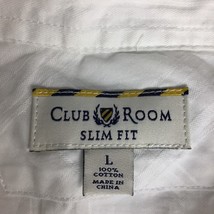 CLUB ROOM
SLIM FIT
L
100%
COTTON
MADE IN
CHINA